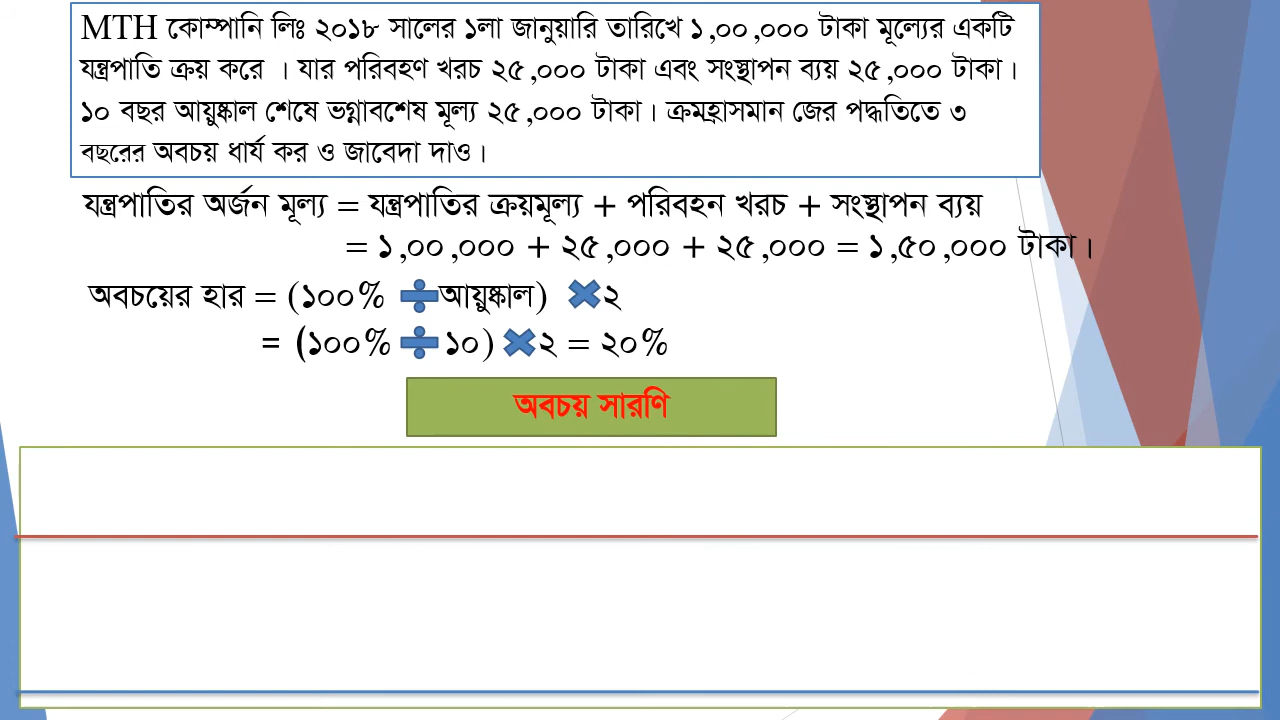 MTH কোম্পানি লিঃ ২০১৮ সালের ১লা জানুয়ারি তারিখে ১,০০,০০০ টাকা মূল্যের একটি
যন্ত্রপাতি ক্রয় করে । যার পরিবহণ খরচ ২৫,০০০ টাকা এবং সংস্থাপন ব্যয় ২৫,০০০ টাকা।
১০ বছর আয়ুষ্কাল শেষে ভগ্নাবশেষ মূল্য ২৫,০০০ টাকা। ক্রমহ্রাসমান জের পদ্ধতিতে ৩
বছরের অবচয় ধার্য কর ও জাবেদা দাও।
যন্ত্রপাতির অর্জন মূল্য = যন্ত্রপাতির ক্রয়মূল্য + পরিবহন খরচ + সংস্থাপন ব্যয়
= ১,০০,০০০ + ২৫,০০০ + ২৫,০০০ = ১,৫০,০০০ টাকা।
অবচয়ের হার = (১০০% ÷ আয়ুষ্কাল) × ২
= (১০০% ÷ ১০) × ২ = ২০%
অবচয় সারণি